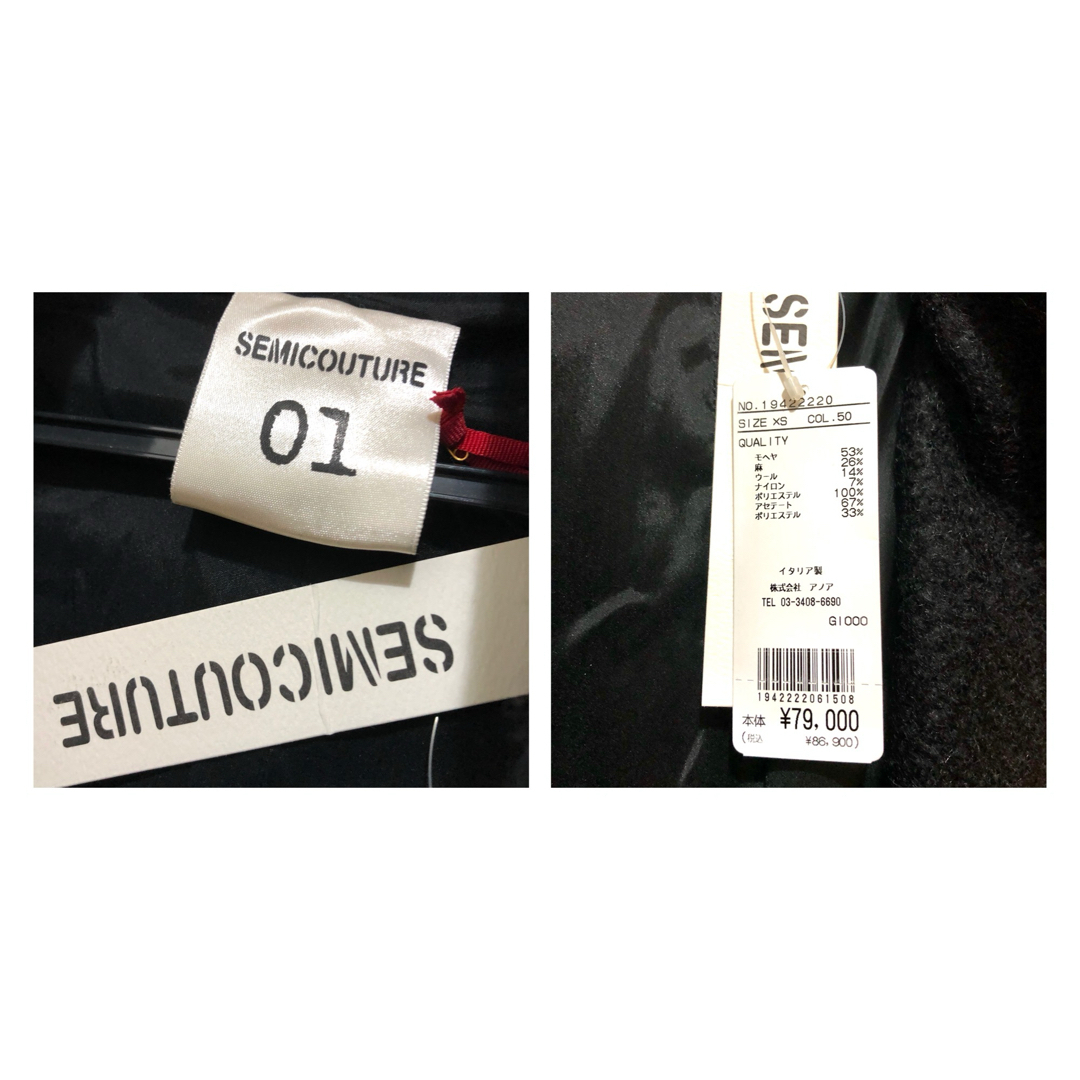 SEMICOUTURE
01
SEMICOUTURE
SEM
NO.19422220
SIZE XS COL.50
QUALITY
モヘヤ 53%
麻 26%
ウール 14%
ナイロン 7%
ポリエステル 100%
アセテート 67%
ポリエステル 33%
イタリア製
株式会社 アノア
TEL 03-3408-6690
G1000
1942222061508
本体 ¥79,000
(税込 ¥86,900)